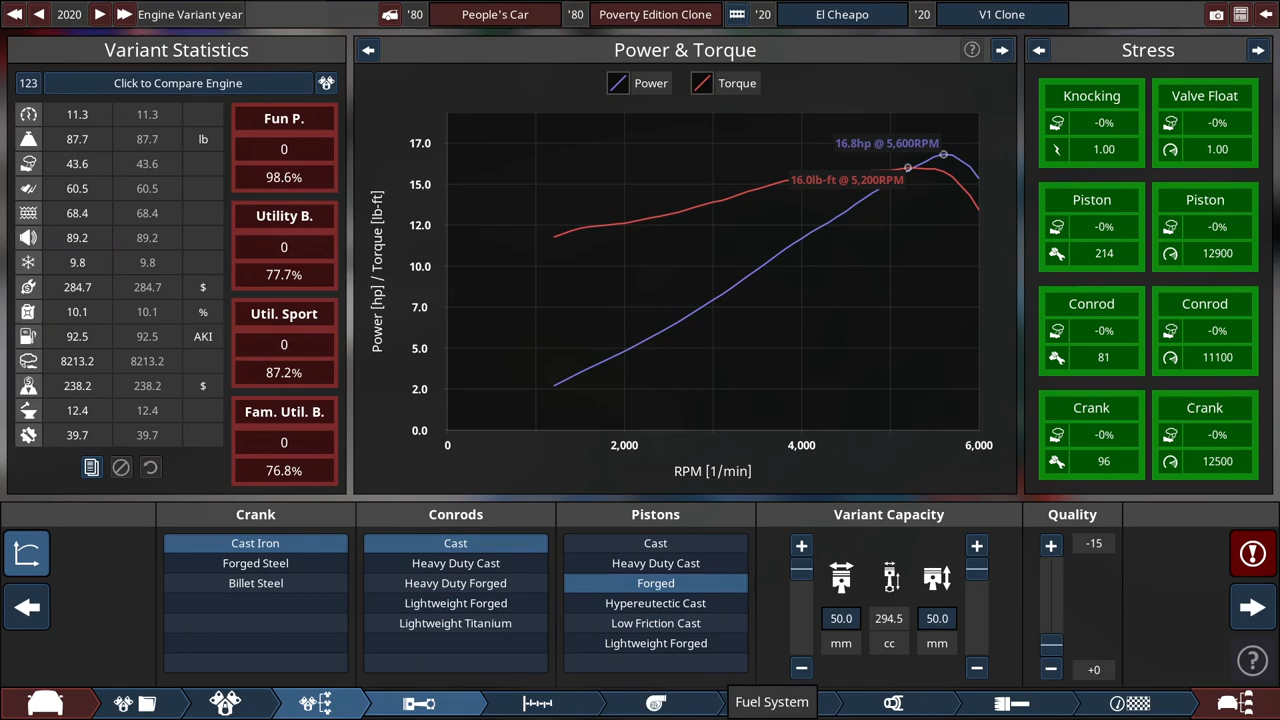 2020 Engine Variant year '80 People's Car '80 Poverty Edition Clone '20 El Cheapo '20 V1 Clone
Variant Statistics
123 Click to Compare Engine
11.3 11.3
87.7 87.7 lb
43.6 43.6
60.5 60.5
68.4 68.4
89.2 89.2
9.8 9.8
284.7 284.7 $
10.1 10.1 %
92.5 92.5 AKI
8213.2 8213.2
238.2 238.2 $
12.4 12.4
39.7 39.7
Fun P.
0
98.6%
Utility B.
0
77.7%
Util. Sport
0
87.2%
Fam. Util. B.
0
76.8%
Power & Torque
?
Power Torque
Power [hp] / Torque [lb-ft]
17.0
15.0
12.0
10.0
7.0
5.0
2.0
0.0
16.8hp @ 5,600RPM
16.0lb-ft @ 5,200RPM
0 2,000 4,000 6,000
RPM [1/min]
Stress
Knocking
-0%
1.00
Valve Float
-0%
1.00
Piston
-0%
214
Piston
-0%
12900
Conrod
-0%
81
Conrod
-0%
11100
Crank
-0%
96
Crank
-0%
12500
Crank
Cast Iron
Forged Steel
Billet Steel
Conrods
Cast
Heavy Duty Cast
Heavy Duty Forged
Lightweight Forged
Lightweight Titanium
Pistons
Cast
Heavy Duty Cast
Forged
Hypereutectic Cast
Low Friction Cast
Lightweight Forged
Variant Capacity
50.0 294.5 50.0
mm cc mm
Quality
-15
+0
?
Fuel System